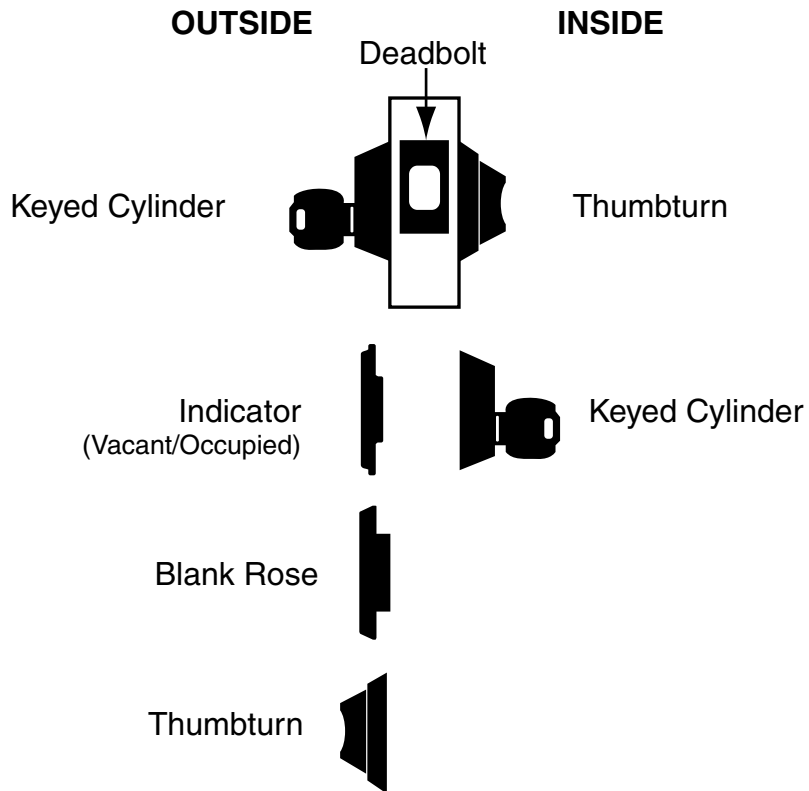 OUTSIDE
INSIDE
Deadbolt
Keyed Cylinder
Thumbturn
Indicator
(Vacant/Occupied)
Keyed Cylinder
Blank Rose
Thumbturn